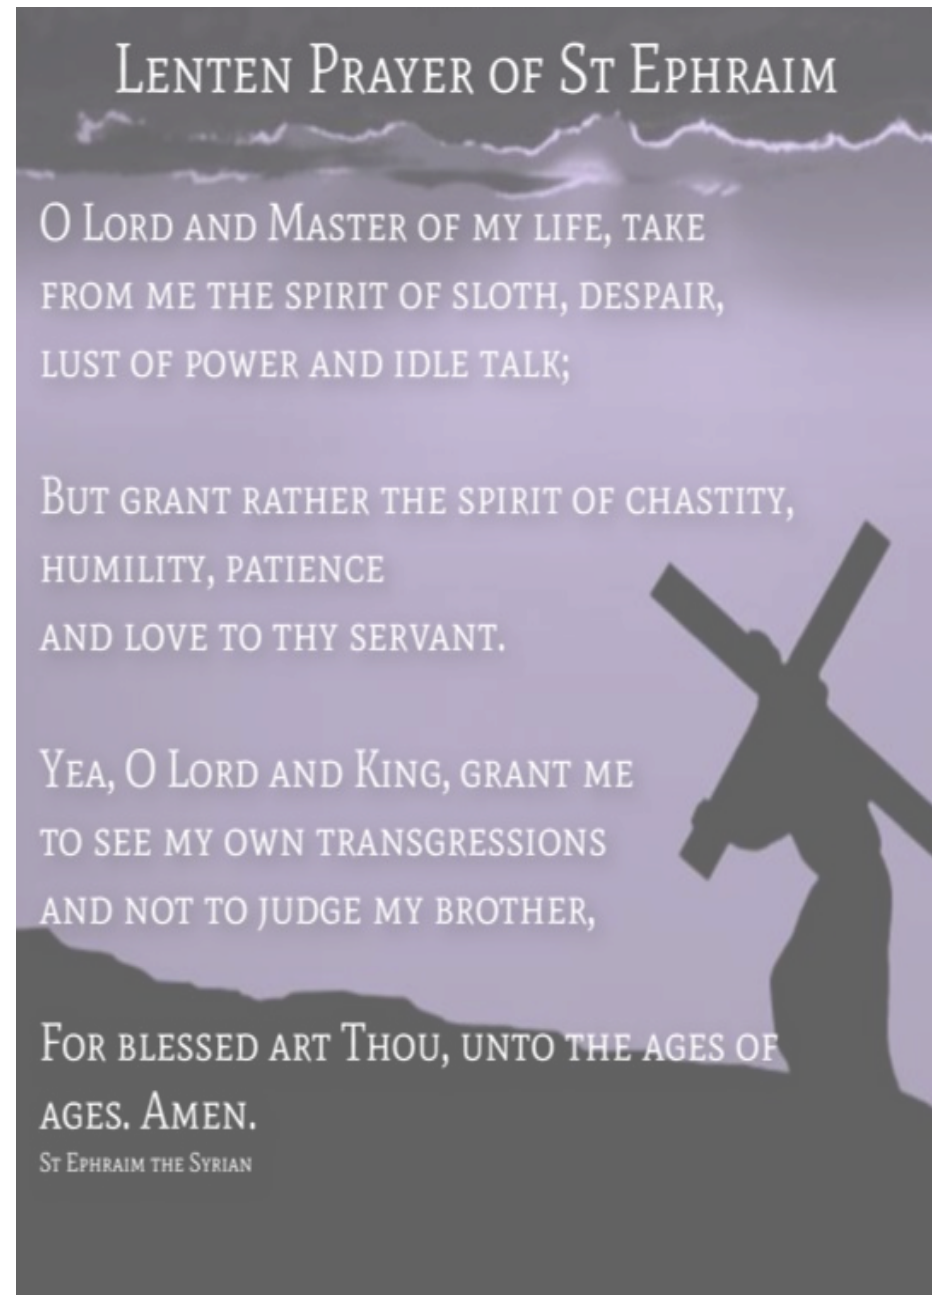 Lenten Prayer of St Ephraim
O Lord and Master of my life, take
from me the spirit of sloth, despair,
lust of power and idle talk;
But grant rather the spirit of chastity,
humility, patience
and love to thy servant.
Yea, O Lord and King, grant me
to see my own transgressions
and not to judge my brother,
For blessed art Thou, unto the ages of
ages. Amen.
St Ephraim the Syrian